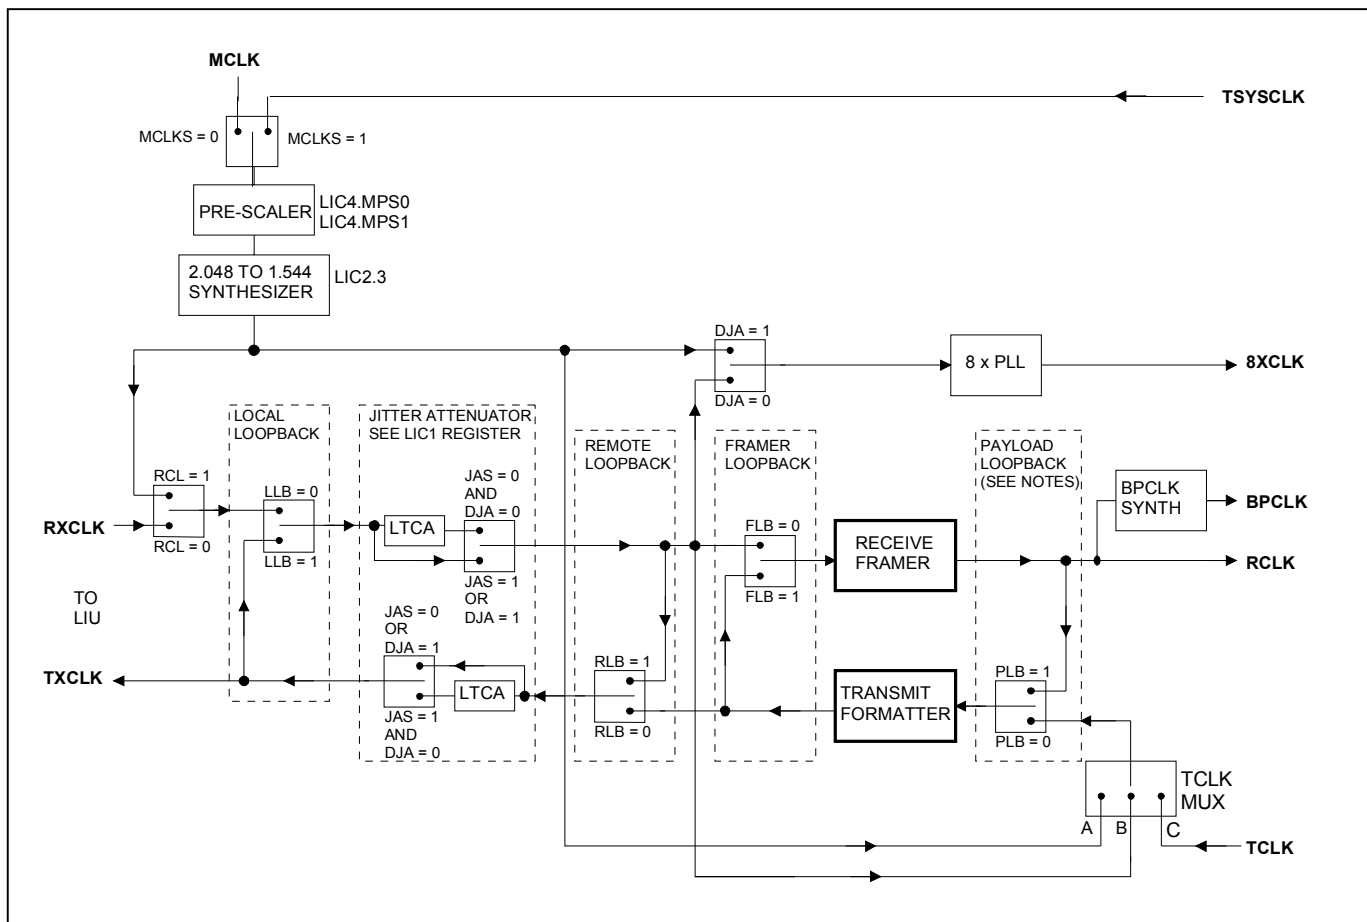 MCLK
TSYSCLK
MCLKS = 0
MCLKS = 1
PRE-SCALER
LIC4.MPS0
LIC4.MPS1
2.048 TO 1.544
SYNTHESIZER
LIC2.3
DJA = 1
8 x PLL
8XCLK
DJA = 0
LOCAL
LOOPBACK
JITTER ATTENUATOR
SEE LIC1 REGISTER
REMOTE
LOOPBACK
FRAMER
LOOPBACK
PAYLOAD
LOOPBACK
(SEE NOTES)
RCL = 1
LLB = 0
JAS = 0
AND
DJA = 0
BPCLK
SYNTH
BPCLK
RXCLK
RCL = 0
LLB = 1
LTCA
FLB = 0
RECEIVE
FRAMER
RCLK
JAS = 1
OR
DJA = 1
FLB = 1
TO
LIU
JAS = 0
OR
DJA = 1
TXCLK
LTCA
RLB = 1
TRANSMIT
FORMATTER
PLB = 1
JAS = 1
AND
DJA = 0
RLB = 0
PLB = 0
TCLK
MUX
A
B
C
TCLK